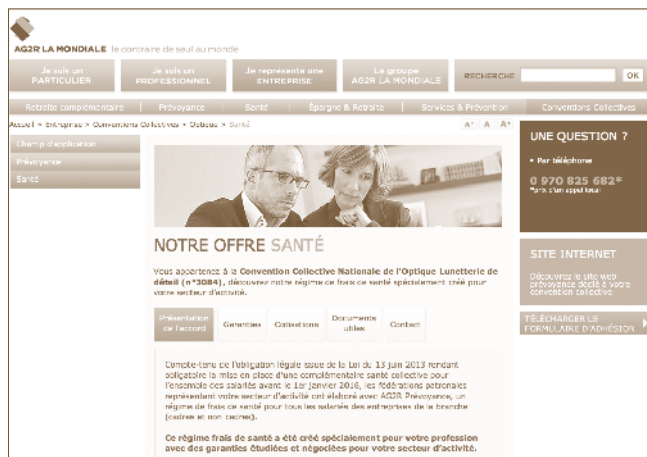 AG2R LA MONDIALE le contraire de seul au monde
Je suis un
PARTICULIER
Je suis un
PROFESSIONNEL
Je représente une
ENTREPRISE
Le groupe
AG2R LA MONDIALE
RECHERCHE
OK
Retraite complémentaire | Prévoyance | Santé | Épargne & Retraite | Services & Prévention | Conventions Collectives
Accueil > Entreprise > Conventions Collectives > Optique > Santé
A- A A+
Champ d'application
Prévoyance
Santé
NOTRE OFFRE SANTÉ
Vous appartenez à la Convention Collective Nationale de l'Optique Lunetterie de
détail (n°3084), découvrez notre régime de frais de santé spécialement créé pour
votre secteur d'activité.
Présentation
de l'accord
Garanties
Cotisations
Documents
utiles
Contact
Compte-tenu de l'obligation légale issue de la Loi du 13 juin 2013 rendant
obligatoire la mise en place d'une complémentaire santé collective pour
l'ensemble des salariés avant le 1er janvier 2016, les fédérations patronales
représentant votre secteur d'activité ont élaboré avec AG2R Prévoyance, un
régime de frais de santé pour tous les salariés des entreprises de la branche
(cadres et non cadres).
Ce régime frais de santé a été créé spécialement pour votre profession
avec des garanties étudiées et négociées pour votre secteur d'activité.
UNE QUESTION ?
• Par téléphone
0 970 825 682*
*prix d'un appel local
SITE INTERNET
Découvrez le site web
prévoyance dédié à votre
convention collective
TÉLÉCHARGER LE
FORMULAIRE D'ADHÉSION